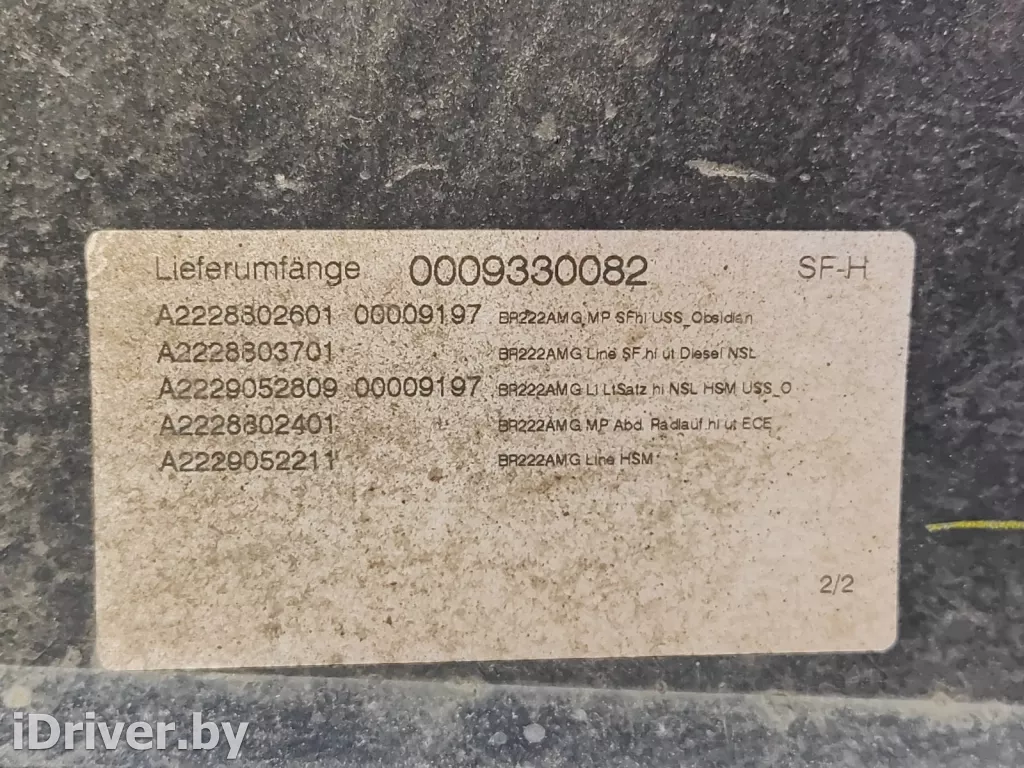 Lieferumfänge 0009330082 SF-H
A2228802601 00009197 BR222AMG MP SFhi USS_Obsidian
A2228803701 BR222AMG Line SF hi ut Diesel NSL
A2229052809 00009197 BR222AMG LI LtSatz hi NSL HSM USS_O
A2228802401 BR222AMG MP Abd. Radlauf hi ut ECE
A2229052211 BR222AMG Line HSM
2/2
iDriver.by